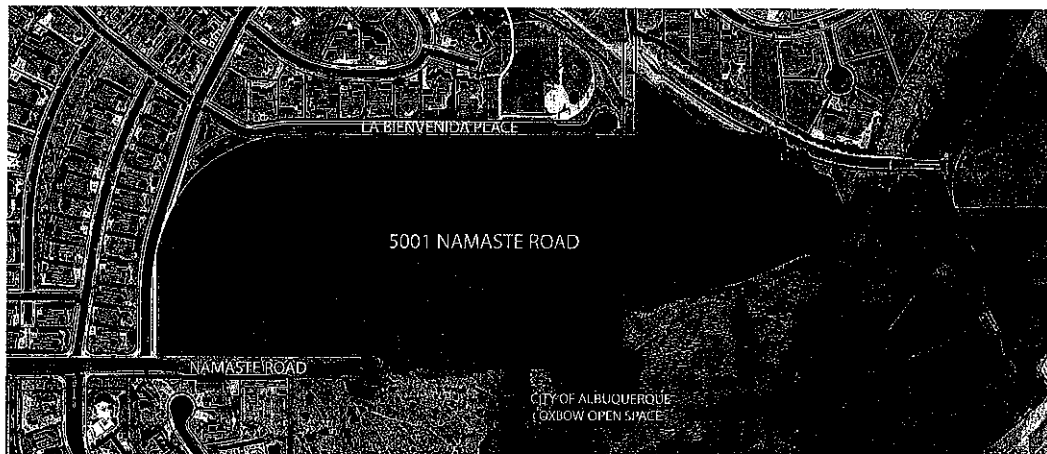 LA BIENVENIDA PLACE
5001 NAMASTE ROAD
NAMASTE ROAD
CITY OF ALBUQUERQUE
OXBOW OPEN SPACE